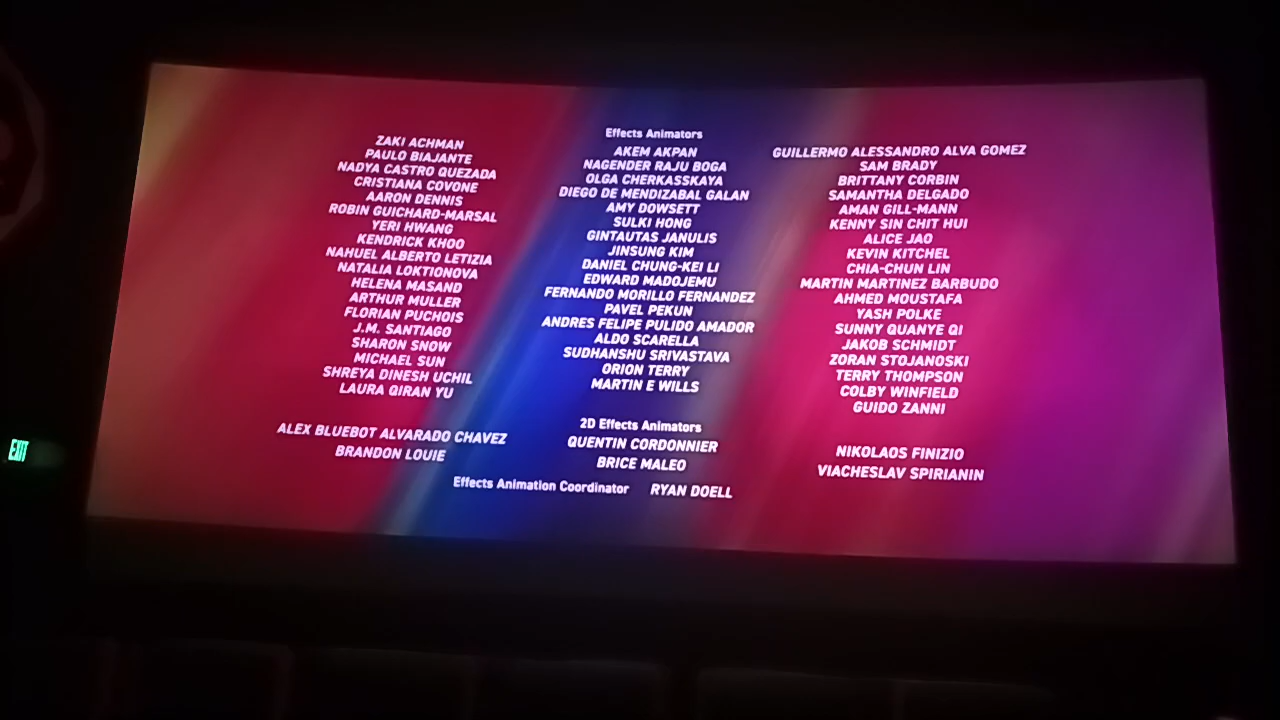 Effects Animators
ZAKI ACHMAN
PAULO BIAJANTE
NADYA CASTRO QUEZADA
CRISTIANA COVONE
AARON DENNIS
ROBIN GUICHARD-MARSAL
YERI HWANG
KENDRICK KHOO
NAHUEL ALBERTO LETIZIA
NATALIA LOKTIONOVA
HELENA MASAND
ARTHUR MULLER
FLORIAN PUCHOIS
J.M. SANTIAGO
SHARON SNOW
MICHAEL SUN
SHREYA DINESH UCHIL
LAURA QIRAN YU
AKEM AKPAN
NAGENDER RAJU BOGA
OLGA CHERKASSKAYA
DIEGO DE MENDIZABAL GALAN
AMY DOWSETT
SULKI HONG
GINTAUTAS JANULIS
JINSUNG KIM
DANIEL CHUNG-KEI LI
EDWARD MADOJEMU
FERNANDO MORILLO FERNANDEZ
PAVEL PEKUN
ANDRES FELIPE PULIDO AMADOR
ALDO SCARELLA
SUDHANSHU SRIVASTAVA
ORION TERRY
MARTIN E WILLS
GUILLERMO ALESSANDRO ALVA GOMEZ
SAM BRADY
BRITTANY CORBIN
SAMANTHA DELGADO
AMAN GILL-MANN
KENNY SIN CHIT HUI
ALICE JAO
KEVIN KITCHEL
CHIA-CHUN LIN
MARTIN MARTINEZ BARBUDO
AHMED MOUSTAFA
YASH POLKE
SUNNY QUANYE QI
JAKOB SCHMIDT
ZORAN STOJANOSKI
TERRY THOMPSON
COLBY WINFIELD
GUIDO ZANNI
2D Effects Animators
ALEX BLUEBOT ALVARADO CHAVEZ
BRANDON LOUIE
QUENTIN CORDONNIER
BRICE MALEO
NIKOLAOS FINIZIO
VIACHESLAV SPIRIANIN
Effects Animation Coordinator RYAN DOELL
EXIT